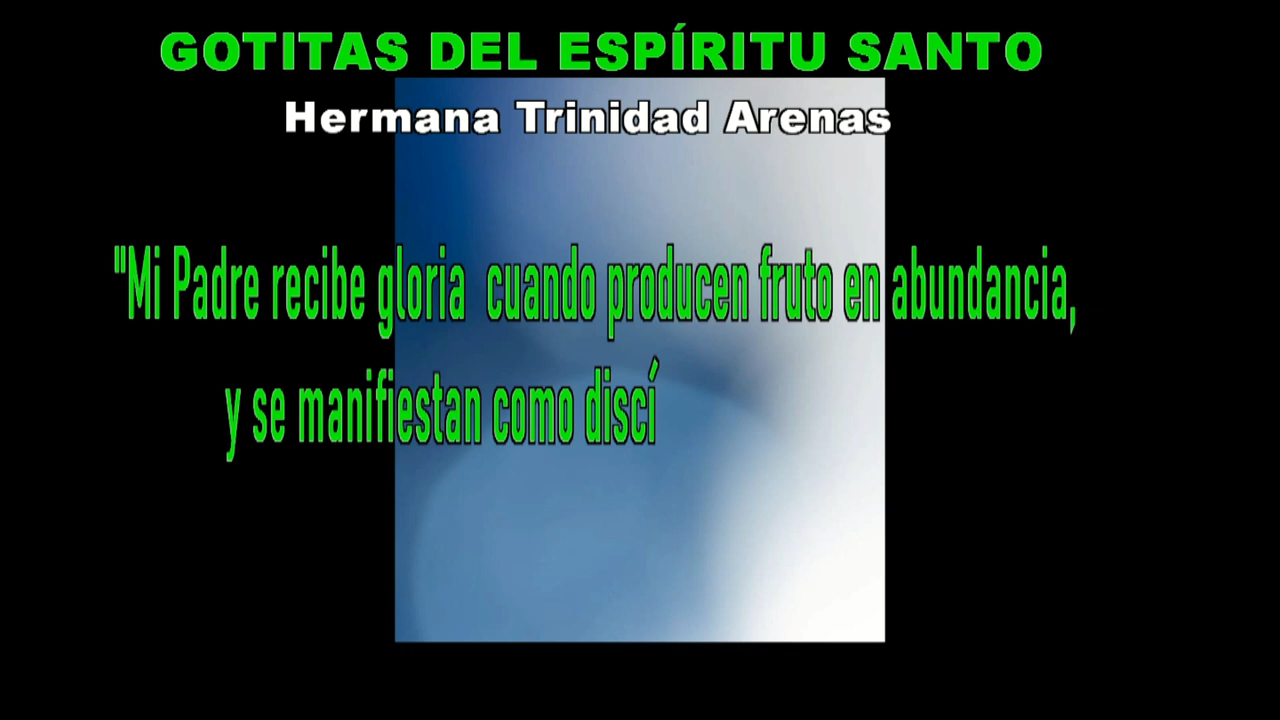 GOTITAS DEL ESPÍRITU SANTO
Hermana Trinidad Arenas
"Mi Padre recibe gloria cuando producen fruto en abundancia,
y se manifiestan como discí